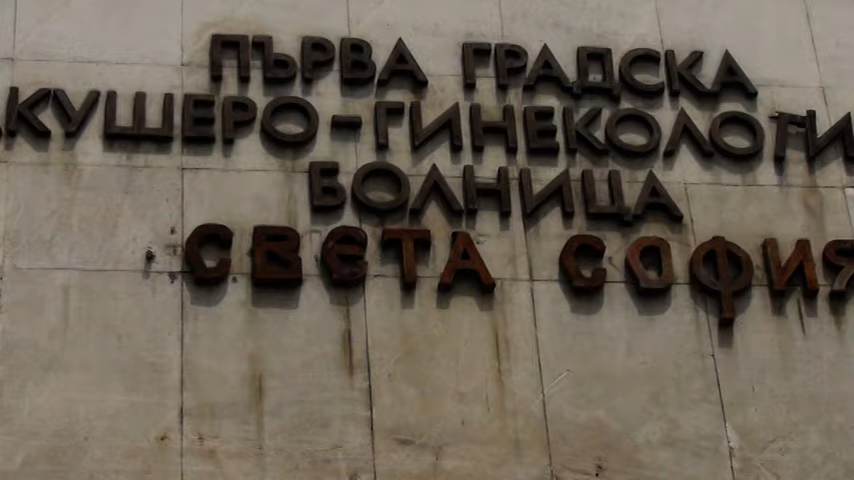 ПЪРВА ГРАДСКА
КУШЕРО-ГИНЕКОЛОГИ
БОЛНИЦА
СВЕТА СОФИЯ